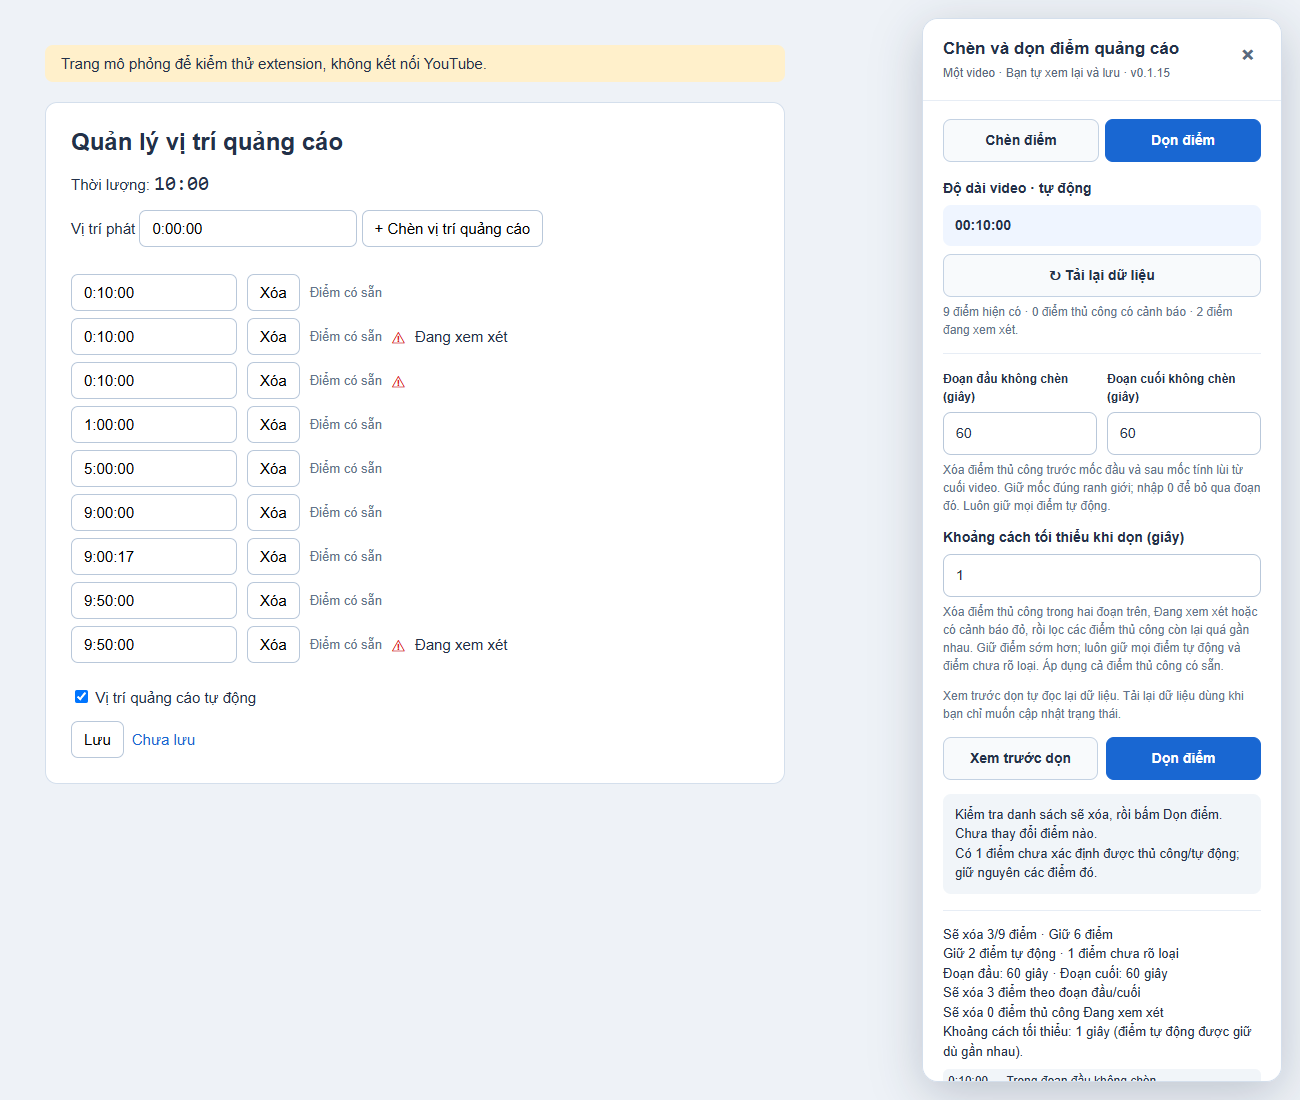 Trang mô phỏng để kiểm thử extension, không kết nối YouTube.
Quản lý vị trí quảng cáo
Thời lượng: 10:00
Vị trí phát 0:00:00 + Chèn vị trí quảng cáo
0:10:00 Xóa Điểm có sẵn
0:10:00 Xóa Điểm có sẵn ⚠ Đang xem xét
0:10:00 Xóa Điểm có sẵn ⚠
1:00:00 Xóa Điểm có sẵn
5:00:00 Xóa Điểm có sẵn
9:00:00 Xóa Điểm có sẵn
9:00:17 Xóa Điểm có sẵn
9:50:00 Xóa Điểm có sẵn
9:50:00 Xóa Điểm có sẵn ⚠ Đang xem xét
Vị trí quảng cáo tự động
Lưu Chưa lưu
Chèn và dọn điểm quảng cáo
×
Một video · Bạn tự xem lại và lưu · v0.1.15
Chèn điểm Dọn điểm
Độ dài video · tự động
00:10:00
↻ Tải lại dữ liệu
9 điểm hiện có · 0 điểm thủ công có cảnh báo · 2 điểm
đang xem xét.
Đoạn đầu không chèn
(giây)
60
Đoạn cuối không chèn
(giây)
60
Xóa điểm thủ công trước mốc đầu và sau mốc tính lùi từ
cuối video. Giữ mốc đúng ranh giới; nhập 0 để bỏ qua đoạn
đó. Luôn giữ mọi điểm tự động.
Khoảng cách tối thiểu khi dọn (giây)
1
Xóa điểm thủ công trong hai đoạn trên, Đang xem xét hoặc
có cảnh báo đỏ, rồi lọc các điểm thủ công còn lại quá gần
nhau. Giữ điểm sớm hơn; luôn giữ mọi điểm tự động và
điểm chưa rõ loại. Áp dụng cả điểm thủ công có sẵn.
Xem trước dọn tự đọc lại dữ liệu. Tải lại dữ liệu dùng khi
bạn chỉ muốn cập nhật trạng thái.
Xem trước dọn Dọn điểm
Kiểm tra danh sách sẽ xóa, rồi bấm Dọn điểm.
Chưa thay đổi điểm nào.
Có 1 điểm chưa xác định được thủ công/tự động;
giữ nguyên các điểm đó.
Sẽ xóa 3/9 điểm · Giữ 6 điểm
Giữ 2 điểm tự động · 1 điểm chưa rõ loại
Đoạn đầu: 60 giây · Đoạn cuối: 60 giây
Sẽ xóa 3 điểm theo đoạn đầu/cuối
Sẽ xóa 0 điểm thủ công Đang xem xét
Khoảng cách tối thiểu: 1 giây (điểm tự động được giữ
dù gần nhau).
0:10:00 — Trong đoạn đầu không chèn